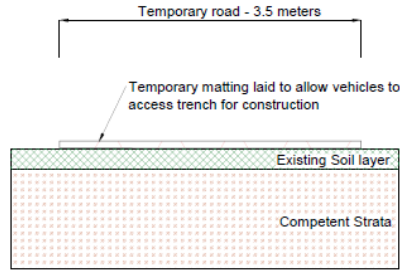 Temporary road - 3.5 meters
Temporary matting laid to allow vehicles to
access trench for construction
Existing Soil layer
Competent Strata